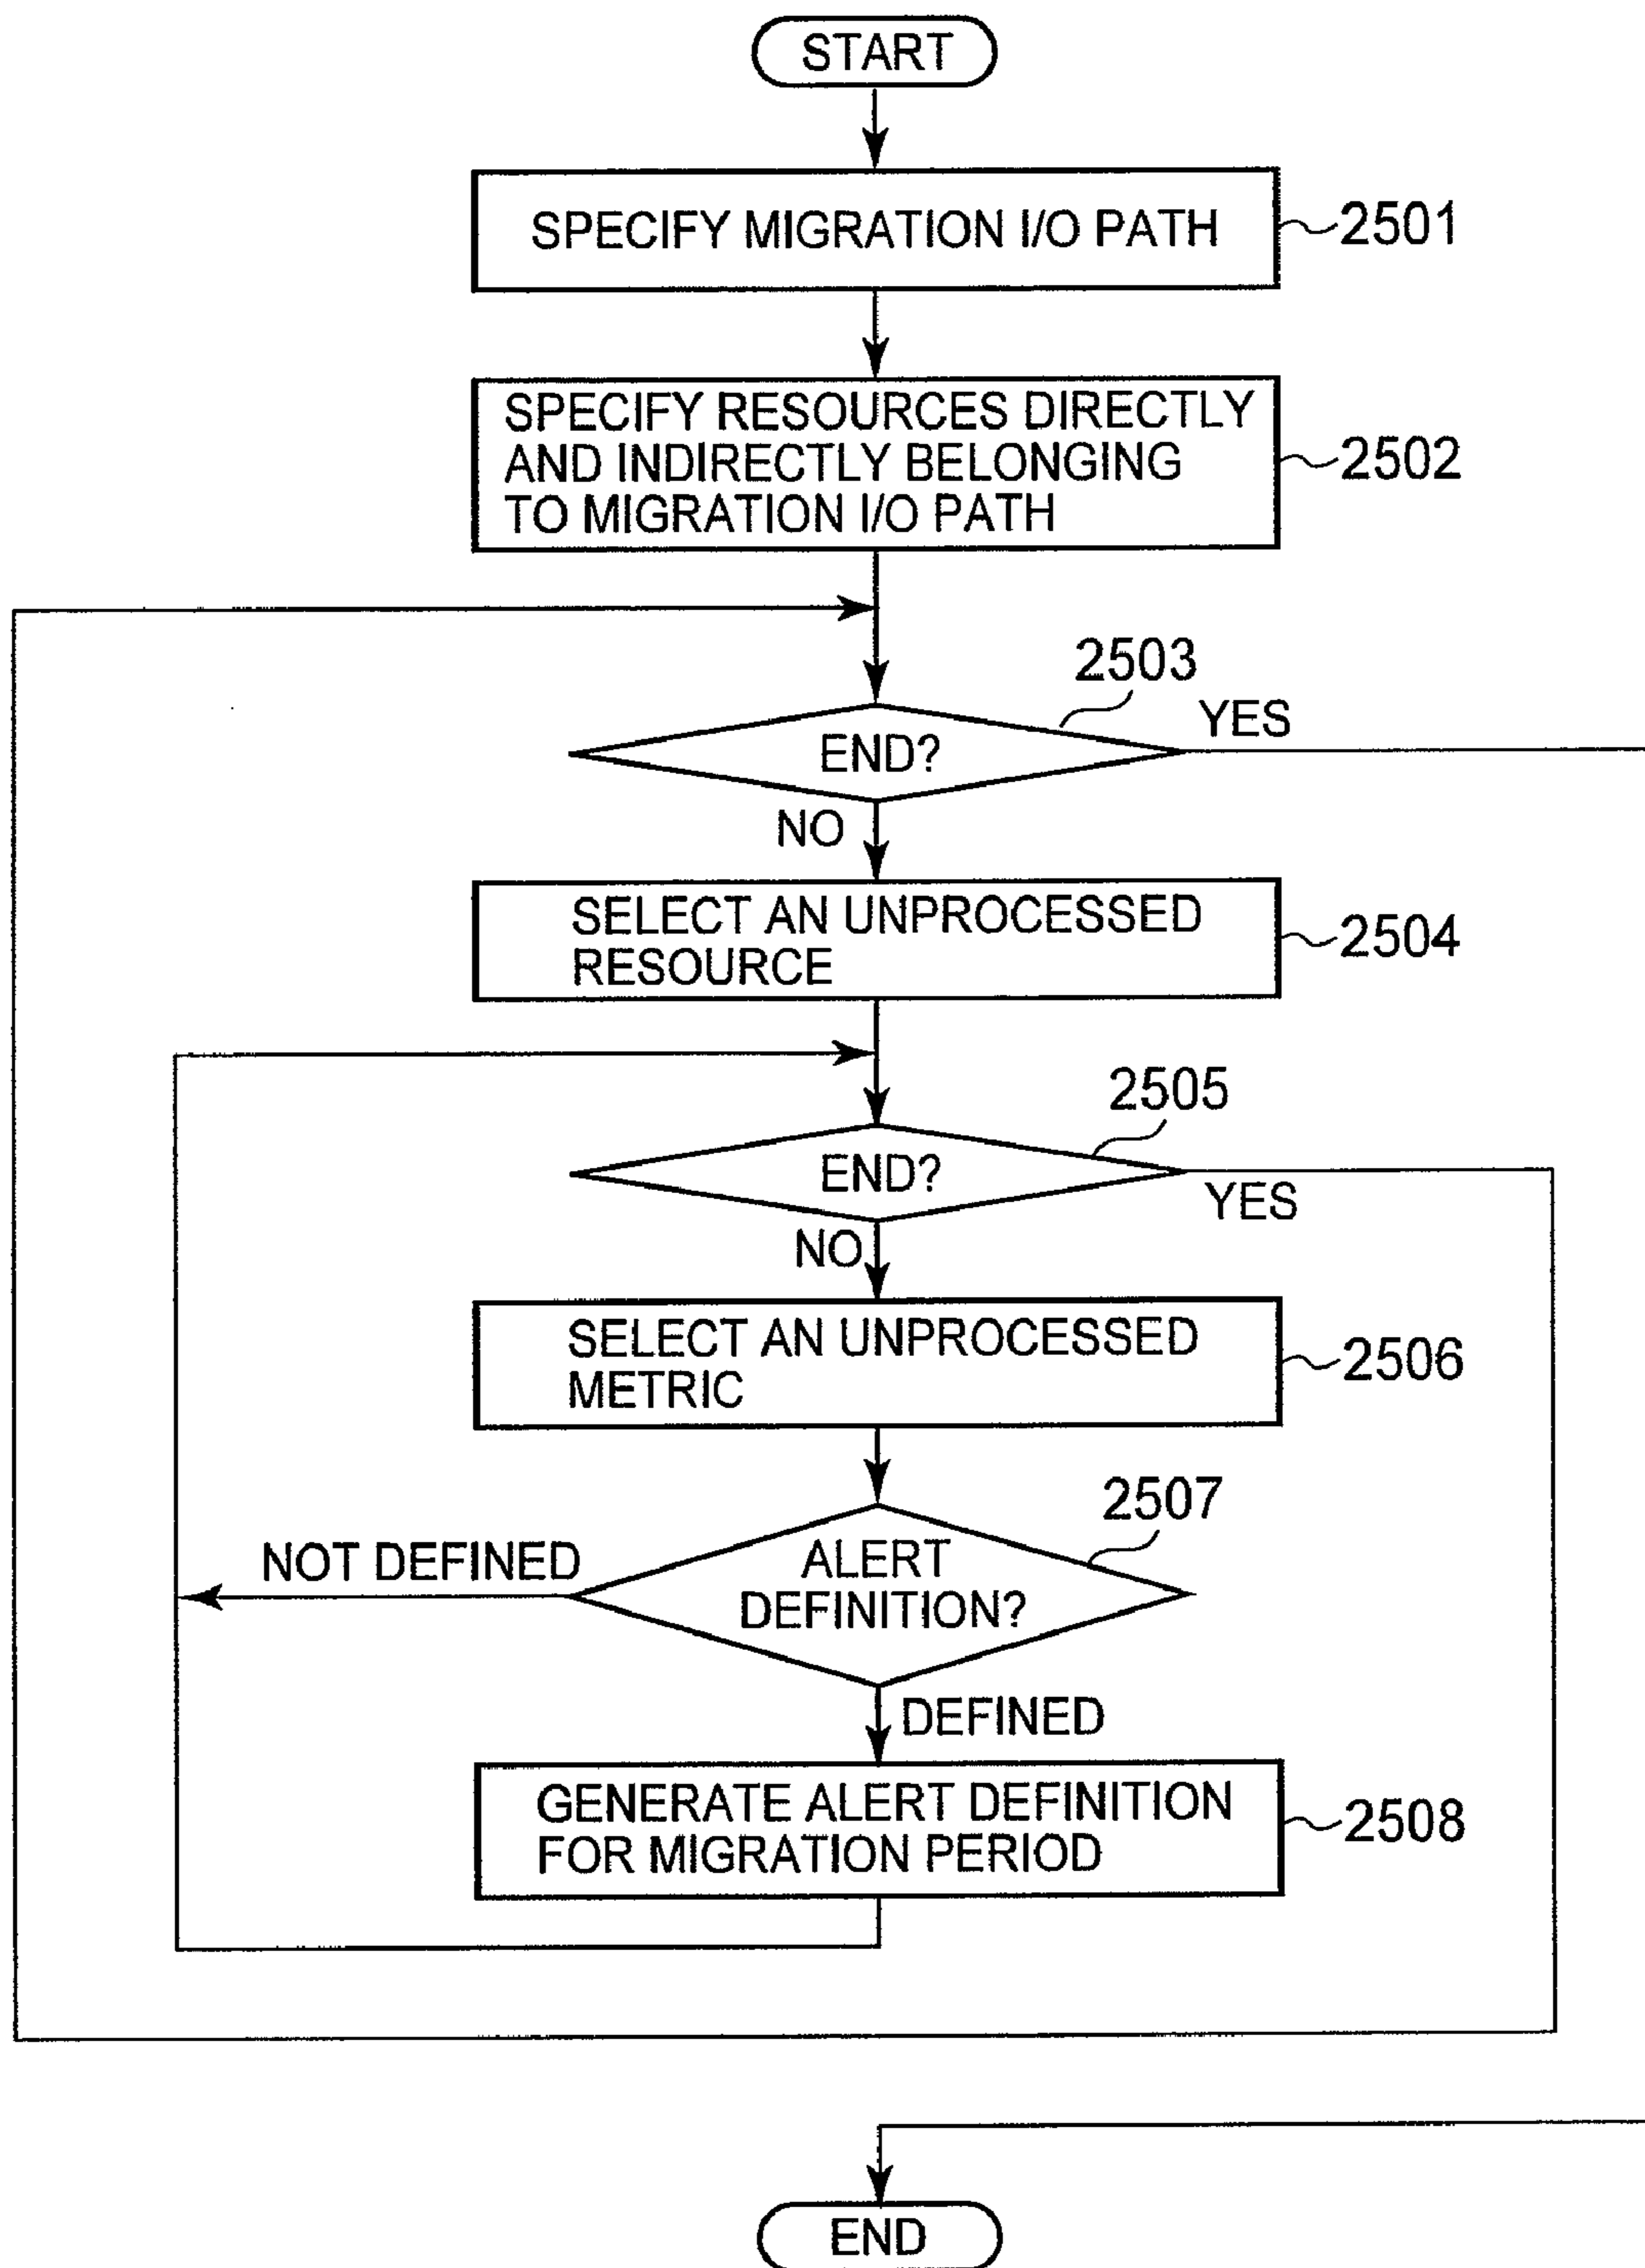 START
SPECIFY MIGRATION I/O PATH
2501
SPECIFY RESOURCES DIRECTLY
AND INDIRECTLY BELONGING
TO MIGRATION I/O PATH
2502
2503
END?
YES
NO
SELECT AN UNPROCESSED
RESOURCE
2504
2505
END?
YES
NO
SELECT AN UNPROCESSED
METRIC
2506
2507
ALERT
DEFINITION?
NOT DEFINED
DEFINED
GENERATE ALERT DEFINITION
FOR MIGRATION PERIOD
2508
END